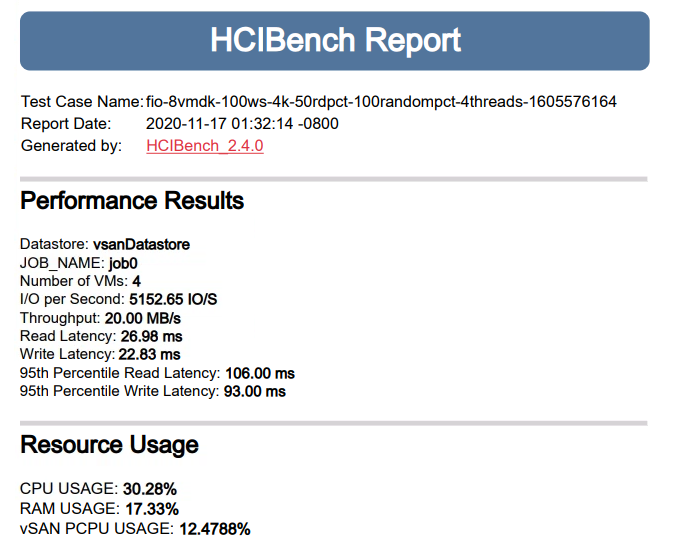 HCIBench Report
Test Case Name: fio-8vmdk-100ws-4k-50rdpct-100randompct-4threads-1605576164
Report Date: 2020-11-17 01:32:14 -0800
Generated by: HCIBench_2.4.0
Performance Results
Datastore: vsanDatastore
JOB_NAME: job0
Number of VMs: 4
I/O per Second: 5152.65 IO/S
Throughput: 20.00 MB/s
Read Latency: 26.98 ms
Write Latency: 22.83 ms
95th Percentile Read Latency: 106.00 ms
95th Percentile Write Latency: 93.00 ms
Resource Usage
CPU USAGE: 30.28%
RAM USAGE: 17.33%
vSAN PCPU USAGE: 12.4788%